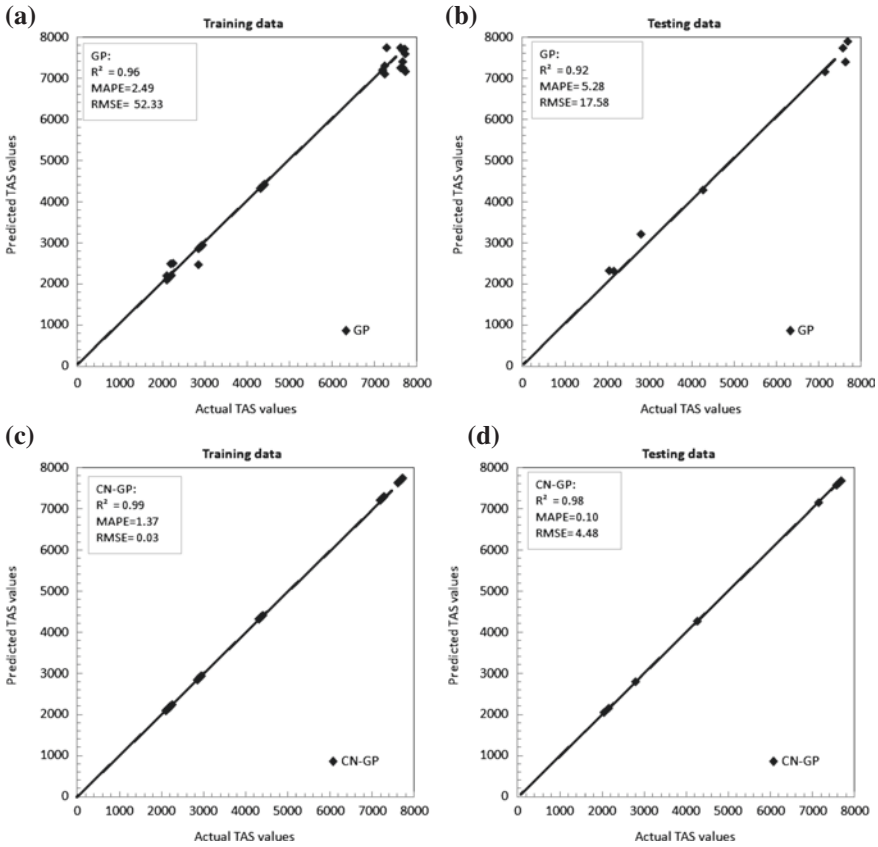 (a)
Training data
GP:
R² = 0.96
MAPE=2.49
RMSE= 52.33
8000
7000
6000
5000
4000
3000
2000
1000
0
Predicted TAS values
GP
0 1000 2000 3000 4000 5000 6000 7000 8000
Actual TAS values
(b)
Testing data
GP:
R² = 0.92
MAPE=5.28
RMSE=17.58
8000
7000
6000
5000
4000
3000
2000
1000
0
Predicted TAS values
GP
0 1000 2000 3000 4000 5000 6000 7000 8000
Actual TAS values
(c)
Training data
CN-GP:
R² = 0.99
MAPE=1.37
RMSE= 0.03
8000
7000
6000
5000
4000
3000
2000
1000
0
Predicted TAS values
CN-GP
0 1000 2000 3000 4000 5000 6000 7000 8000
Actual TAS values
(d)
Testing data
CN-GP:
R² = 0.98
MAPE=0.10
RMSE=4.48
8000
7000
6000
5000
4000
3000
2000
1000
0
Predicted TAS values
CN-GP
0 1000 2000 3000 4000 5000 6000 7000 8000
Actual TAS values